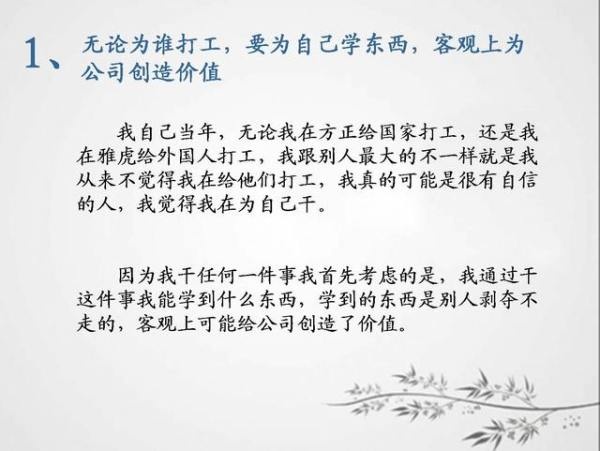 1、
无论为谁打工，要为自己学东西，客观上为
公司创造价值
我自己当年，无论我在方正给国家打工，还是我
在雅虎给外国人打工，我跟别人最大的不一样就是我
从来不觉得我在给他们打工，我真的可能是很有自信
的人，我觉得我在为自己干。
因为我干任何一件事我首先考虑的是，我通过干
这件事我能学到什么东西，学到的东西是别人剥夺不
走的，客观上可能给公司创造了价值。